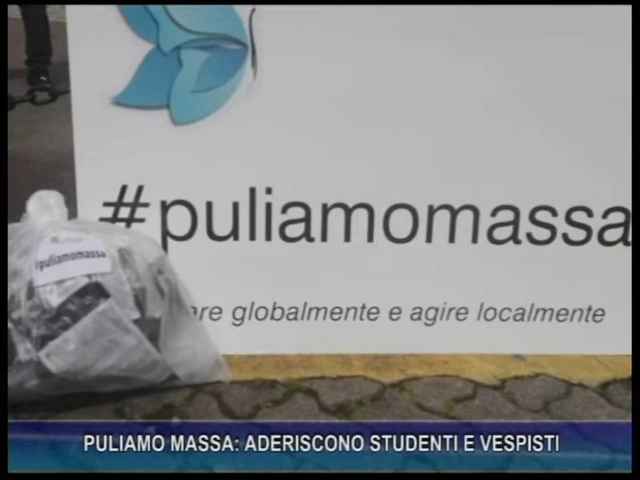 #puliamomassa
#puliamomassa
globalmente e agire localmente
PULIAMO MASSA: ADERISCONO STUDENTI E VESPISTI